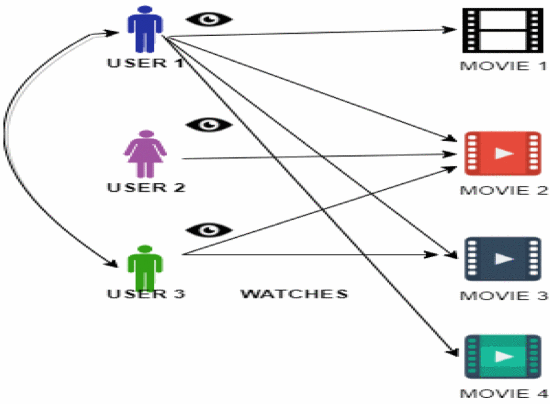 USER 1
MOVIE 1
USER 2
MOVIE 2
USER 3
WATCHES
MOVIE 3
MOVIE 4